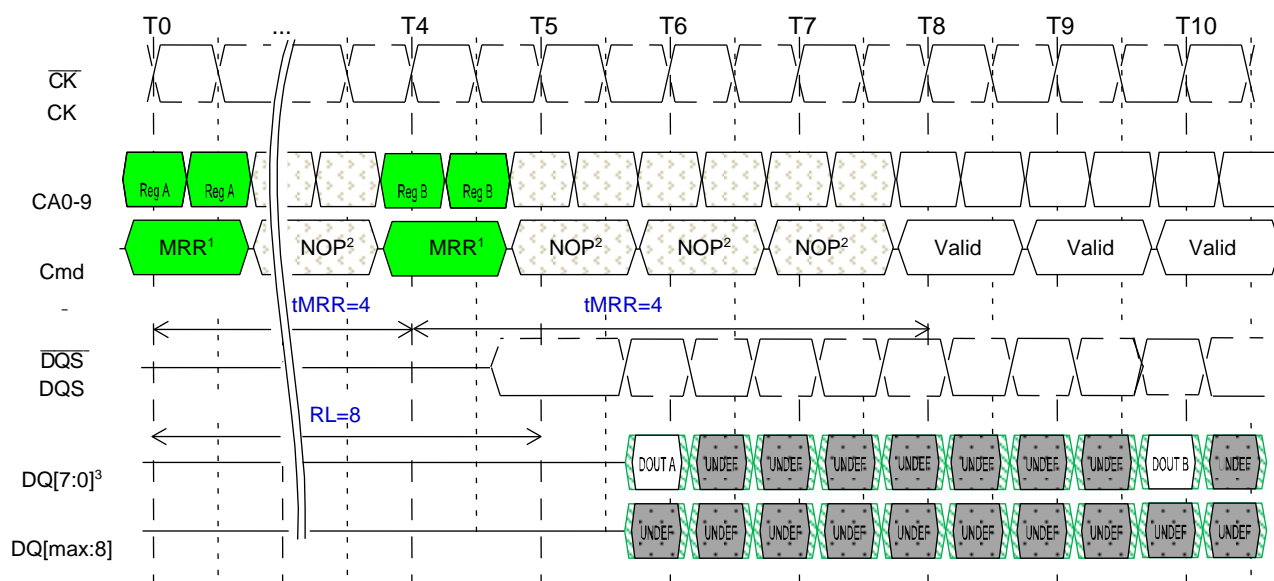 T0 ... T4 T5 T6 T7 T8 T9 T10
CK
CK
Reg A Reg A Reg B Reg B
CA0-9
MRR¹ NOP² MRR¹ NOP² NOP² NOP² Valid Valid Valid
Cmd
tMRR=4 tMRR=4
-
DQS
DQS
RL=8
DOUT A UNDEF UNDEF UNDEF UNDEF UNDEF UNDEF UNDEF DOUT B UNDEF
DQ[7:0]³
UNDEF UNDEF UNDEF UNDEF UNDEF UNDEF UNDEF UNDEF UNDEF UNDEF
DQ[max:8]